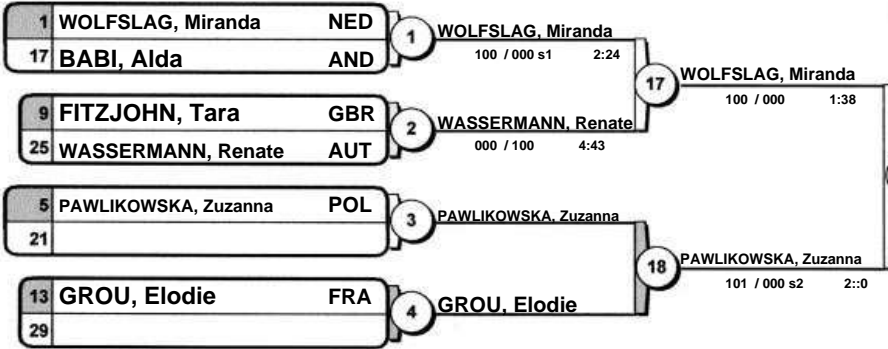 1 WOLFSLAG, Miranda NED
17 BABI, Alda AND
1
WOLFSLAG, Miranda
100 / 000 s1 2:24
9 FITZJOHN, Tara GBR
25 WASSERMANN, Renate AUT
2
WASSERMANN, Renate
000 / 100 4:43
17
WOLFSLAG, Miranda
100 / 000 1:38
5 PAWLIKOWSKA, Zuzanna POL
21
3
PAWLIKOWSKA, Zuzanna
13 GROU, Elodie FRA
29
4
GROU, Elodie
18
PAWLIKOWSKA, Zuzanna
101 / 000 s2 2::0